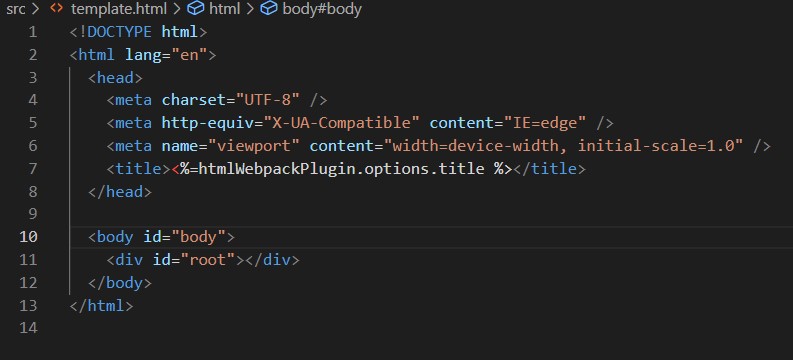 src > <> template.html > html > body#body
1 <!DOCTYPE html>
2 <html lang="en">
3 <head>
4 <meta charset="UTF-8" />
5 <meta http-equiv="X-UA-Compatible" content="IE=edge" />
6 <meta name="viewport" content="width=device-width, initial-scale=1.0" />
7 <title><%=htmlWebpackPlugin.options.title %></title>
8 </head>
9
10 <body id="body">
11 <div id="root"></div>
12 </body>
13 </html>
14